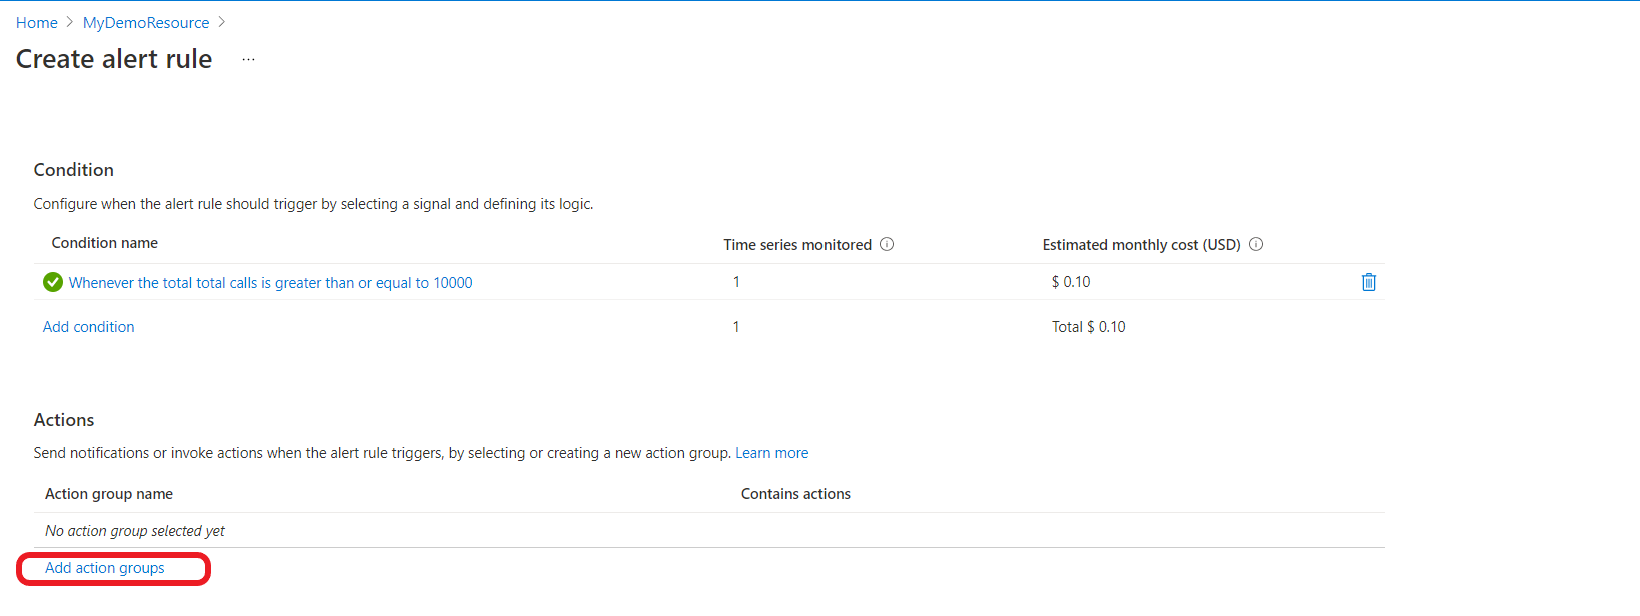 Home > MyDemoResource >
Create alert rule ...
Condition
Configure when the alert rule should trigger by selecting a signal and defining its logic.
Condition name Time series monitored Estimated monthly cost (USD)
Whenever the total total calls is greater than or equal to 10000 1 $ 0.10
Add condition 1 Total $ 0.10
Actions
Send notifications or invoke actions when the alert rule triggers, by selecting or creating a new action group. Learn more
Action group name Contains actions
No action group selected yet
Add action groups